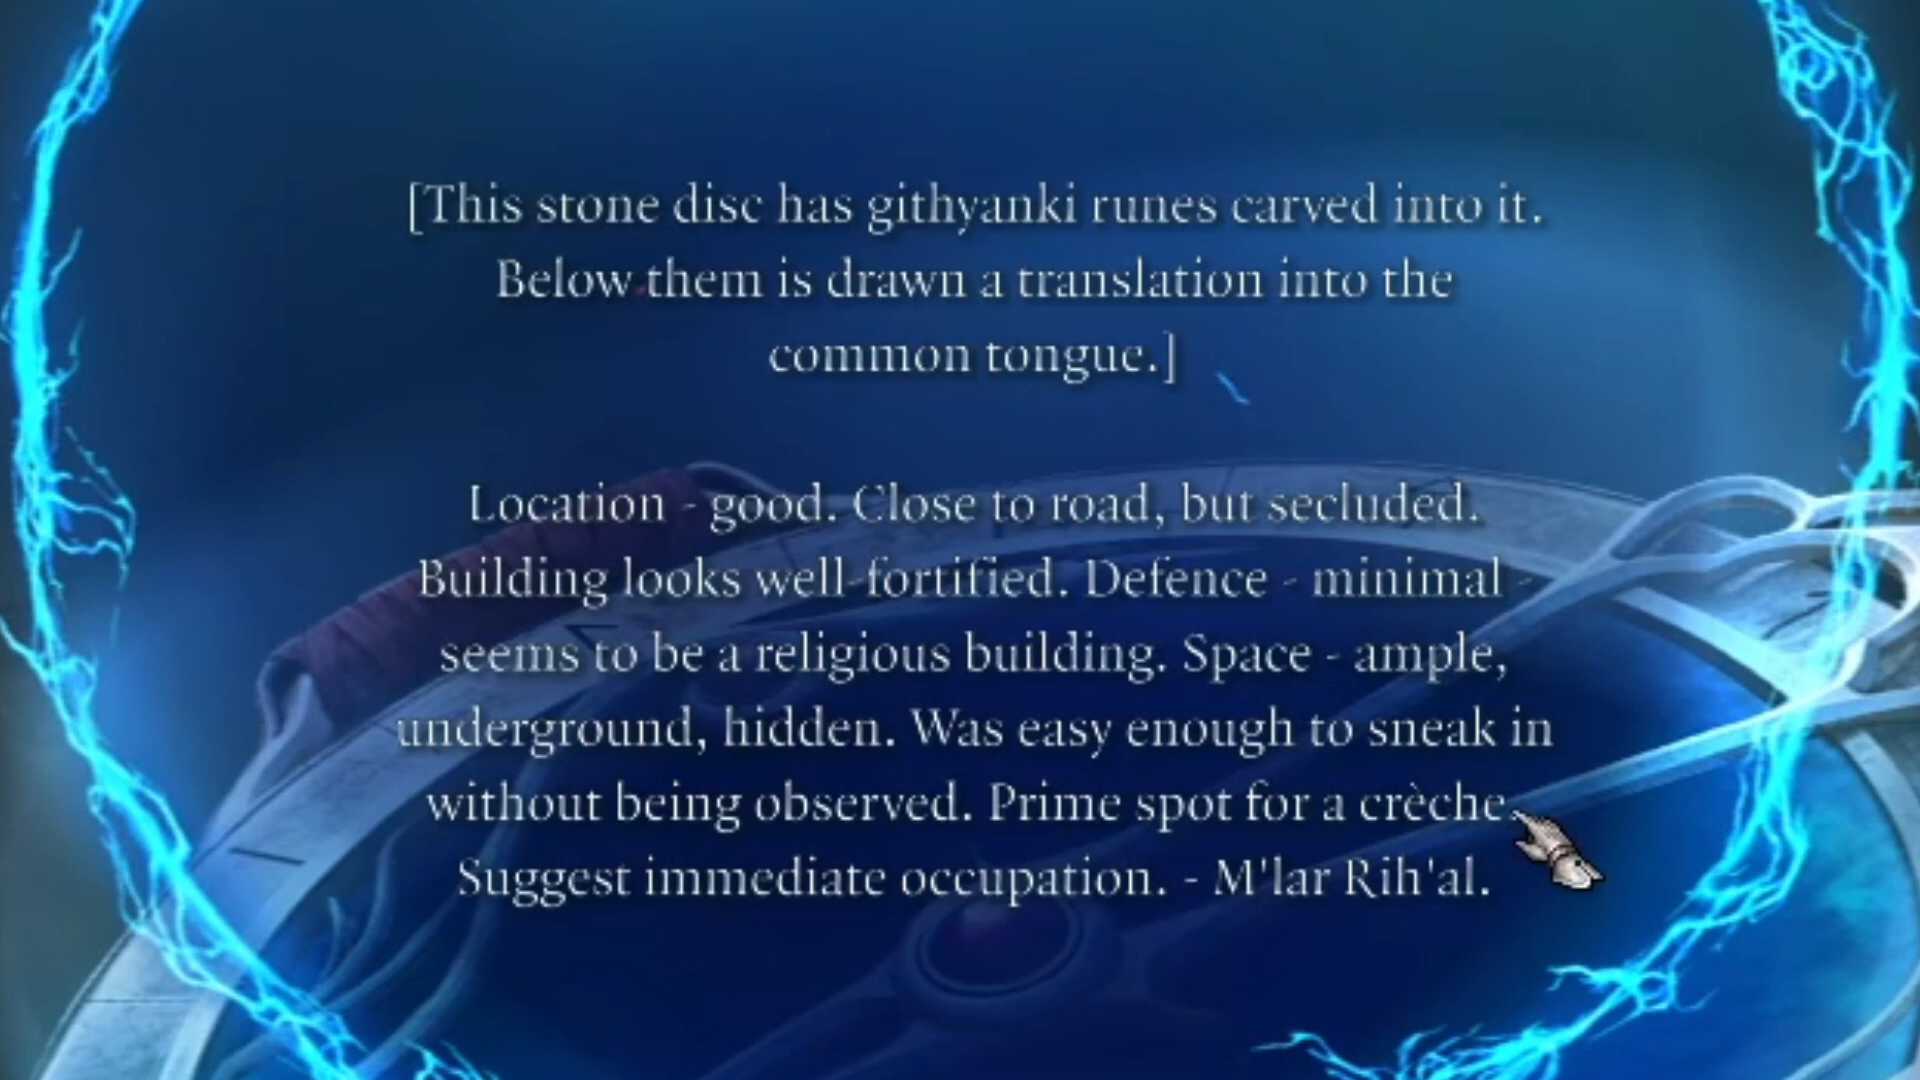 [This stone disc has githyanki runes carved into it.
Below them is drawn a translation into the
common tongue.]
Location - good. Close to road, but secluded.
Building looks well-fortified. Defence - minimal -
seems to be a religious building. Space - ample,
underground, hidden. Was easy enough to sneak in
without being observed. Prime spot for a crèche.
Suggest immediate occupation. - M'lar Rih'al.